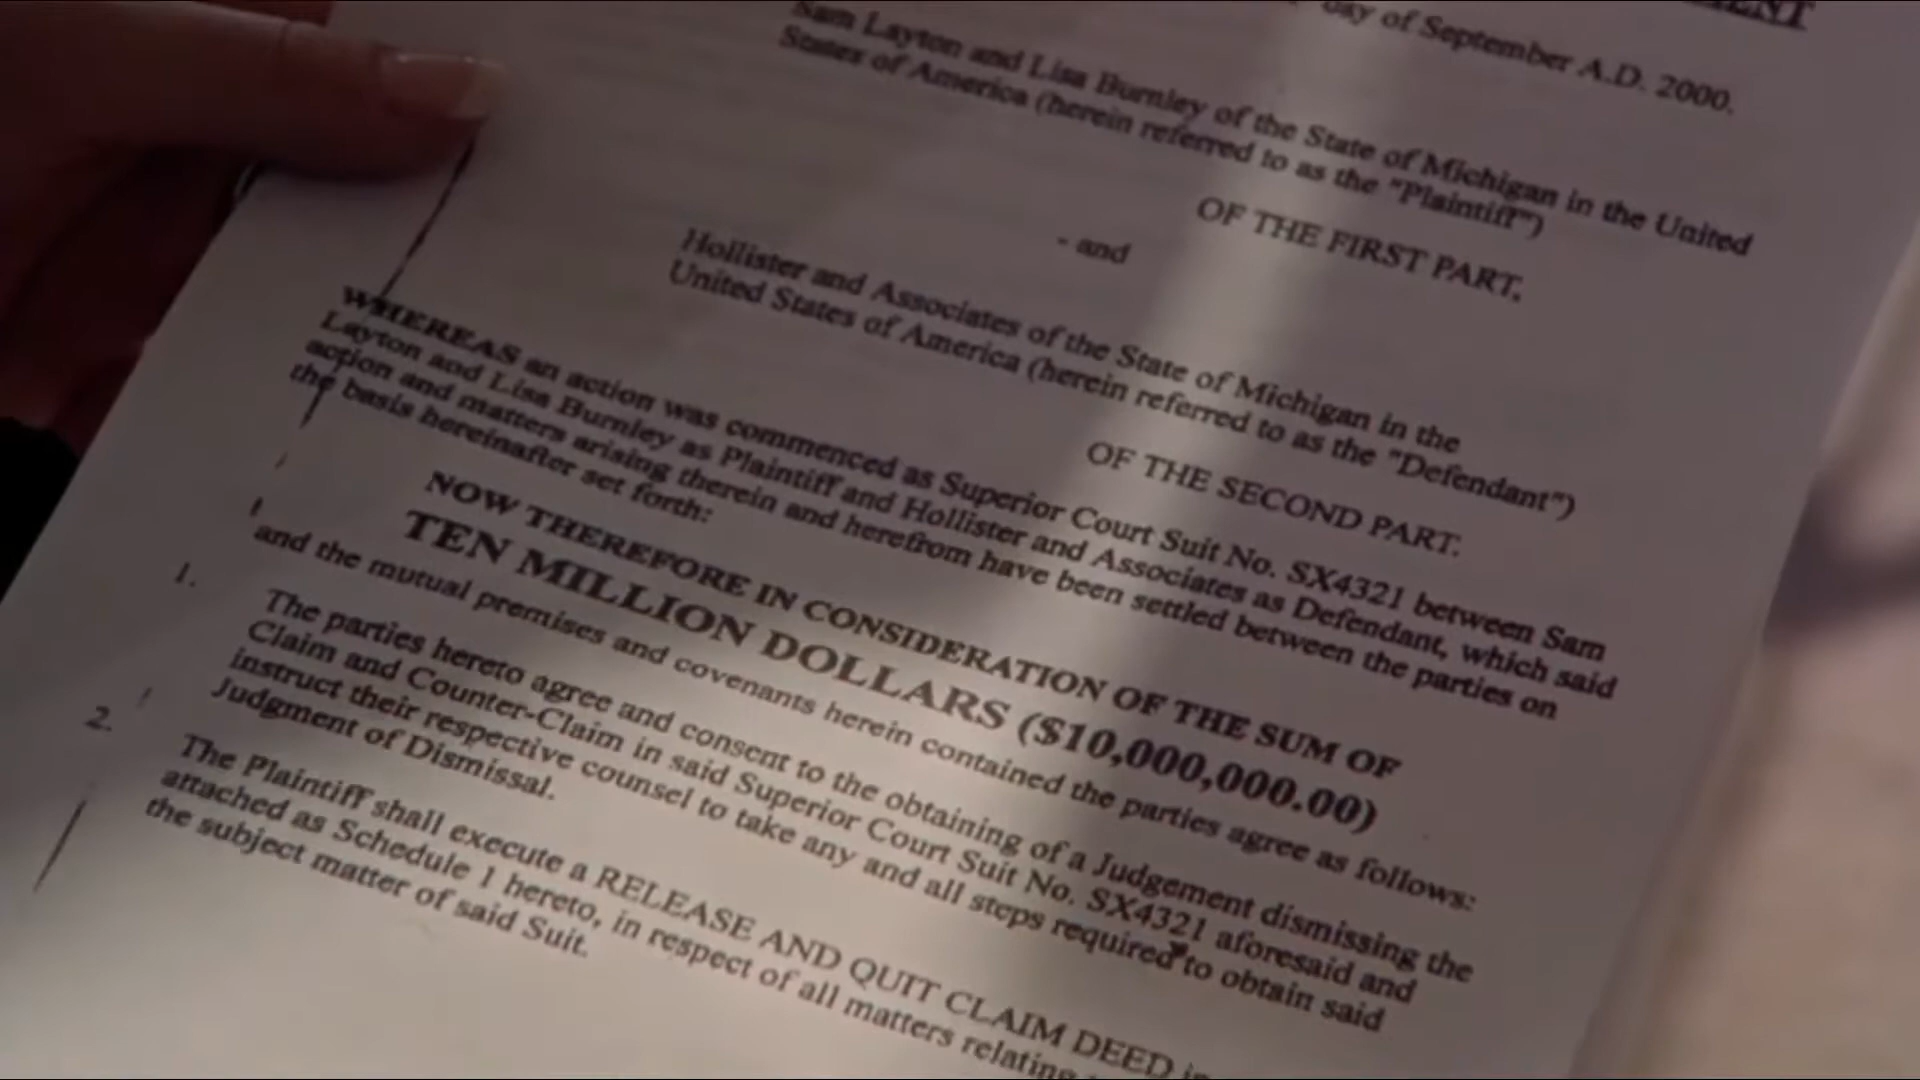 day of September A.D. 2000.
Sam Layton and Lisa Burnley of the State of Michigan in the United
States of America (herein referred to as the "Plaintiff")
OF THE FIRST PART,
- and
Hollister and Associates of the State of Michigan in the
United States of America (herein referred to as the "Defendant")
OF THE SECOND PART.
WHEREAS an action was commenced as Superior Court Suit No. SX4321 between Sam
Layton and Lisa Burnley as Plaintiff and Hollister and Associates as Defendant, which said
action and matters arising therein and herefrom have been settled between the parties on
the basis hereinafter set forth:
NOW THEREFORE IN CONSIDERATION OF THE SUM OF
TEN MILLION DOLLARS ($10,000,000.00)
and the mutual premises and covenants herein contained the parties agree as follows:
1. The parties hereto agree and consent to the obtaining of a Judgement dismissing the
Claim and Counter-Claim in said Superior Court Suit No. SX4321 aforesaid and
instruct their respective counsel to take any and all steps required to obtain said
Judgment of Dismissal.
2. The Plaintiff shall execute a RELEASE AND QUIT CLAIM DEED in
attached as Schedule 1 hereto, in respect of all matters relating
the subject matter of said Suit.